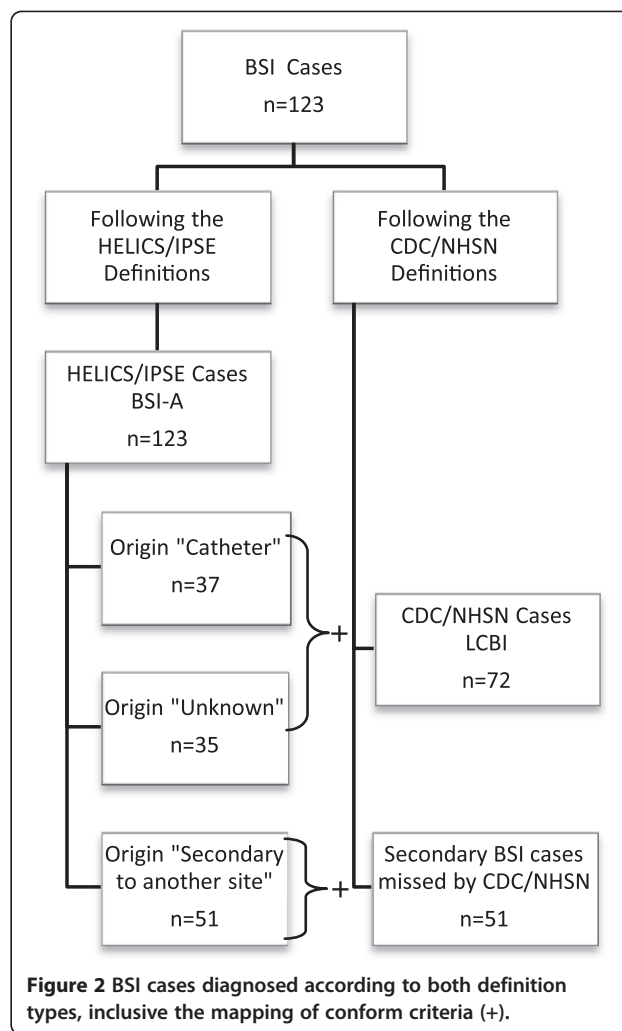 BSI Cases
n=123
Following the
HELICS/IPSE
Definitions
Following the
CDC/NHSN
Definitions
HELICS/IPSE Cases
BSI-A
n=123
Origin "Catheter"
n=37
+
CDC/NHSN Cases
LCBI
n=72
Origin "Unknown"
n=35
Origin "Secondary
to another site"
n=51
+
Secondary BSI cases
missed by CDC/NHSN
n=51
Figure 2 BSI cases diagnosed according to both definition
types, inclusive the mapping of conform criteria (+).